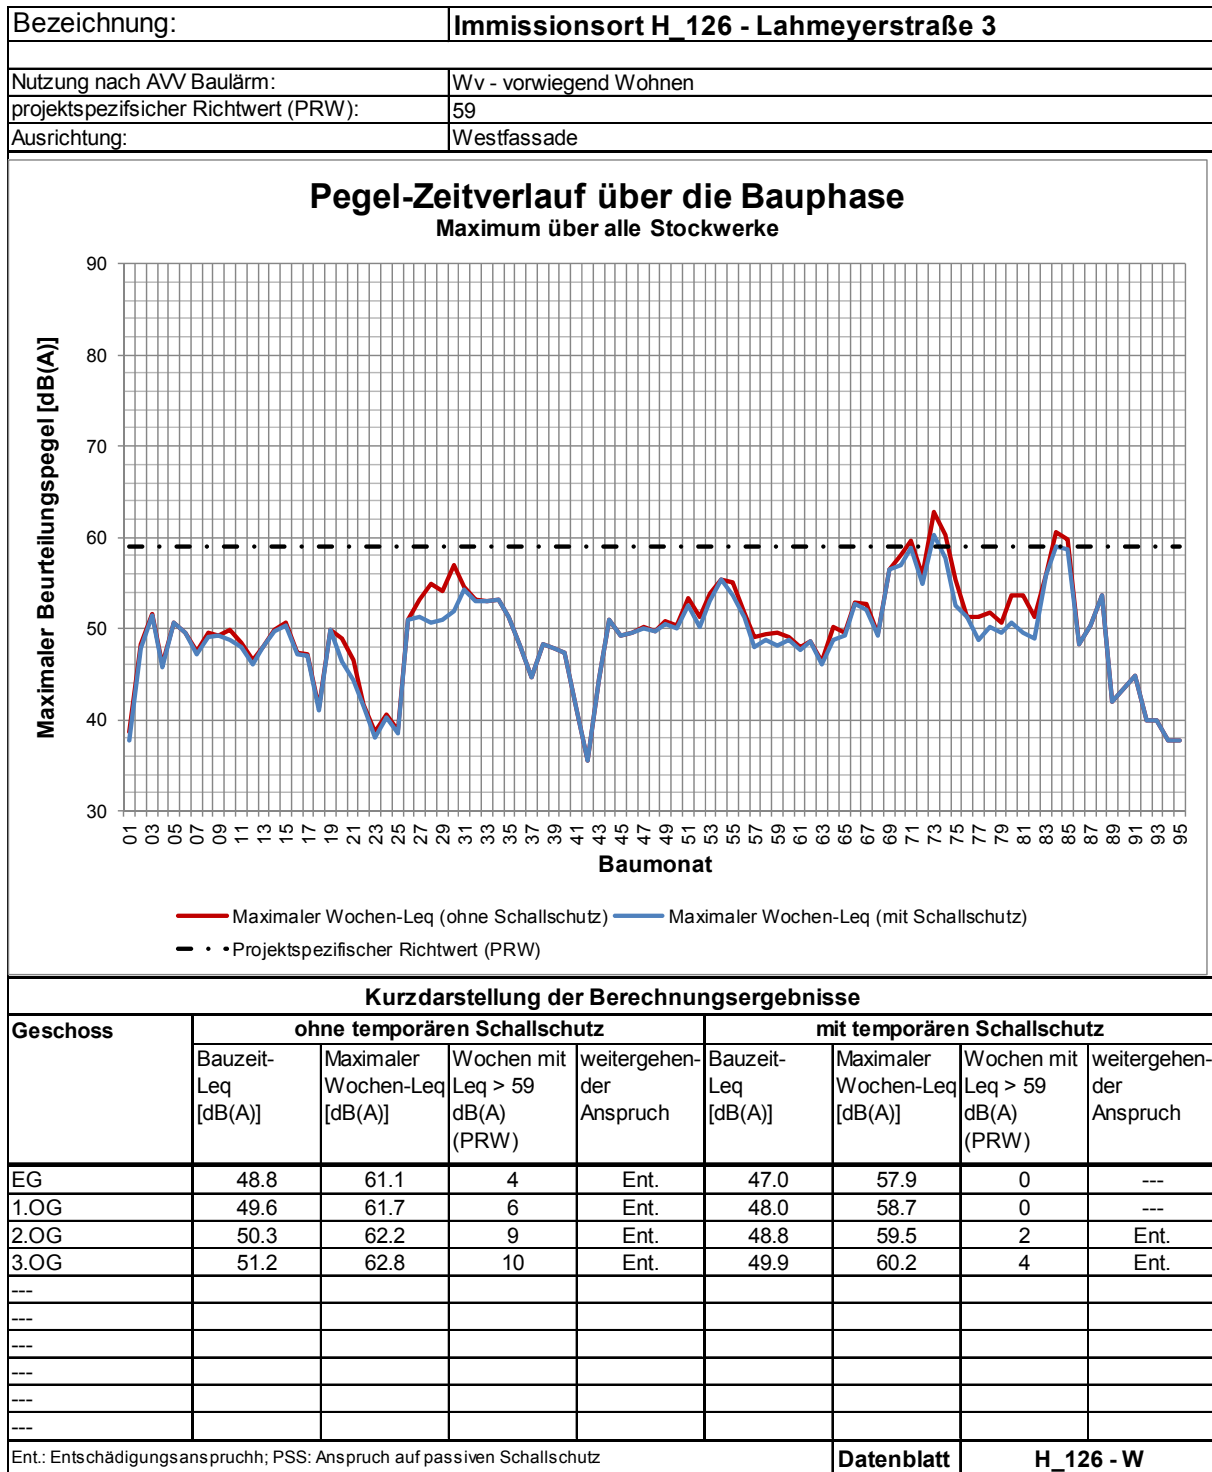 Bezeichnung: Immissionsort H_126 - Lahmeyerstraße 3
Nutzung nach AVV Baulärm: Wv - vorwiegend Wohnen
projektspezifsicher Richtwert (PRW): 59
Ausrichtung: Westfassade
Pegel-Zeitverlauf über die Bauphase
Maximum über alle Stockwerke
Maximaler Beurteilungspegel [dB(A)]
90
80
70
60
50
40
30
01 03 05 07 09 11 13 15 17 19 21 23 25 27 29 31 33 35 37 39 41 43 45 47 49 51 53 55 57 59 61 63 65 67 69 71 73 75 77 79 81 83 85 87 89 91 93 95
Baumonat
Maximaler Wochen-Leq (ohne Schallschutz) Maximaler Wochen-Leq (mit Schallschutz)
Projektspezifischer Richtwert (PRW)
Kurzdarstellung der Berechnungsergebnisse
Geschoss ohne temporären Schallschutz mit temporären Schallschutz
Bauzeit- Maximaler Wochen mit weitergehen- Bauzeit- Maximaler Wochen mit weitergehen-
Leq Wochen-Leq Leq > 59 der Leq Wochen-Leq Leq > 59 der
[dB(A)] [dB(A)] dB(A) Anspruch [dB(A)] [dB(A)] dB(A) Anspruch
(PRW) (PRW)
EG 48.8 61.1 4 Ent. 47.0 57.9 0 ---
1.OG 49.6 61.7 6 Ent. 48.0 58.7 0 ---
2.OG 50.3 62.2 9 Ent. 48.8 59.5 2 Ent.
3.OG 51.2 62.8 10 Ent. 49.9 60.2 4 Ent.
---
---
---
---
---
---
Ent.: Entschädigungsanspruchh; PSS: Anspruch auf passiven Schallschutz Datenblatt H_126 - W